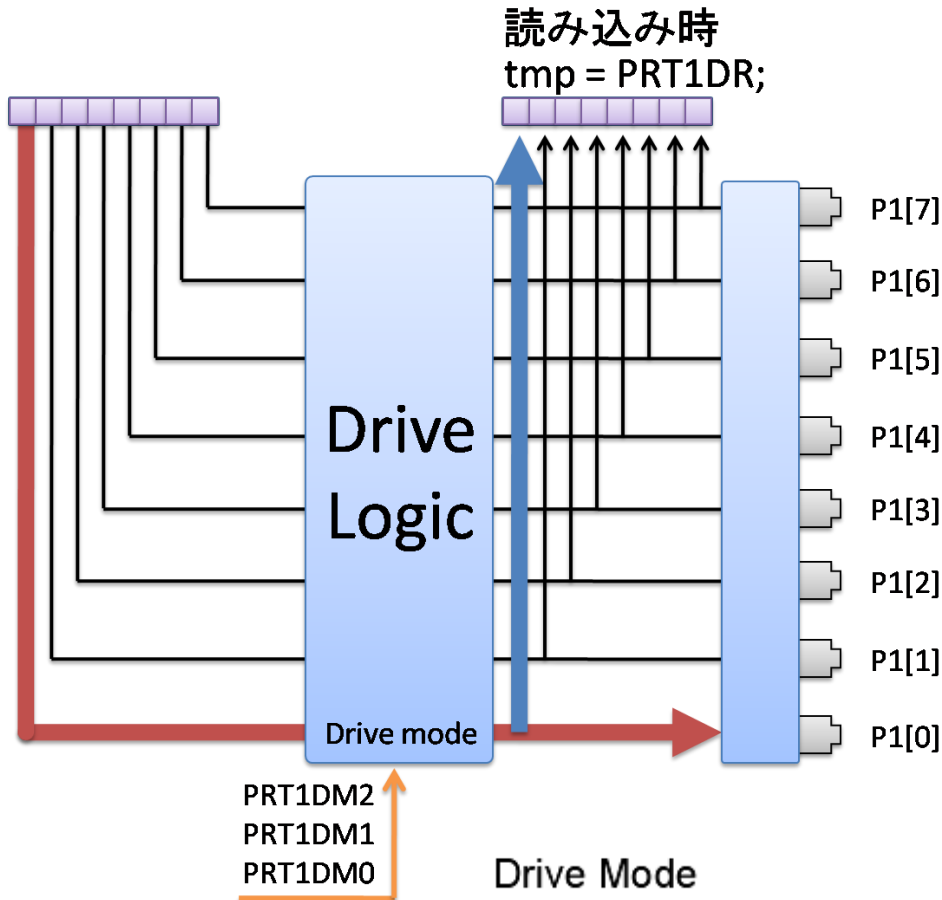 読み込み時
tmp = PRT1DR;
P1[7]
P1[6]
P1[5]
P1[4]
P1[3]
P1[2]
P1[1]
P1[0]
Drive
Logic
Drive mode
PRT1DM2
PRT1DM1
PRT1DM0
Drive Mode